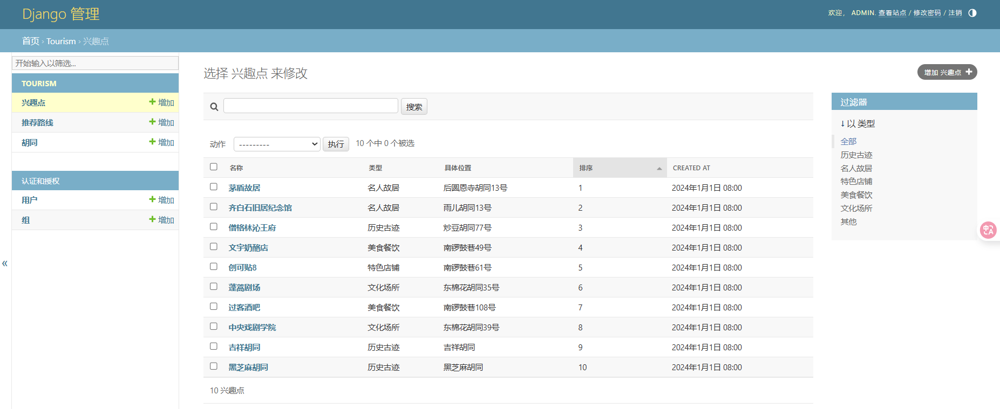 Django 管理
欢迎， ADMIN. 查看站点 / 修改密码 / 注销
首页 › Tourism › 兴趣点
开始输入以筛选...
TOURISM
兴趣点 增加
推荐路线 增加
胡同 增加
认证和授权
用户 增加
组 增加
«
选择 兴趣点 来修改
增加 兴趣点
搜索
动作 --------- 执行 10 个中 0 个被选
名称 类型 具体位置 排序 CREATED AT
茅盾故居 名人故居 后圆恩寺胡同13号 1 2024年1月1日 08:00
齐白石旧居纪念馆 名人故居 雨儿胡同13号 2 2024年1月1日 08:00
僧格林沁王府 历史古迹 炒豆胡同77号 3 2024年1月1日 08:00
文宇奶酪店 美食餐饮 南锣鼓巷49号 4 2024年1月1日 08:00
创可贴8 特色店铺 南锣鼓巷61号 5 2024年1月1日 08:00
蓬蒿剧场 文化场所 东棉花胡同35号 6 2024年1月1日 08:00
过客酒吧 美食餐饮 南锣鼓巷108号 7 2024年1月1日 08:00
中央戏剧学院 文化场所 东棉花胡同39号 8 2024年1月1日 08:00
吉祥胡同 历史古迹 吉祥胡同 9 2024年1月1日 08:00
黑芝麻胡同 历史古迹 黑芝麻胡同 10 2024年1月1日 08:00
10 兴趣点
过滤器
↓ 以 类型
全部
历史古迹
名人故居
特色店铺
美食餐饮
文化场所
其他
中A